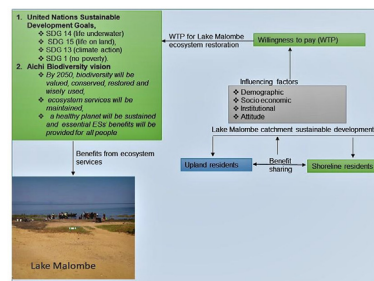 1. United Nations Sustainable
Development Goals,
❖ SDG 14 (life underwater)
❖ SDG 15 (life on land),
❖ SDG 13 (climate action)
❖ SDG 1 (no poverty).
2. Aichi Biodiversity vision
❖ By 2050, biodiversity will be
valued, conserved, restored and
wisely used,
❖ ecosystem services will be
maintained,
❖ a healthy planet will be sustained
and essential ESs benefits will be
provided for all people
WTP for Lake Malombe
ecosystem restoration
Willingness to pay (WTP)
Influencing factors
❖ Demographic
❖ Socio economic
❖ Institutional
❖ Attitude
Lake Malombe catchment sustainable development
Upland residents
Benefit
sharing
Shoreline residents
Benefits from ecosystem
services
Lake Malombe